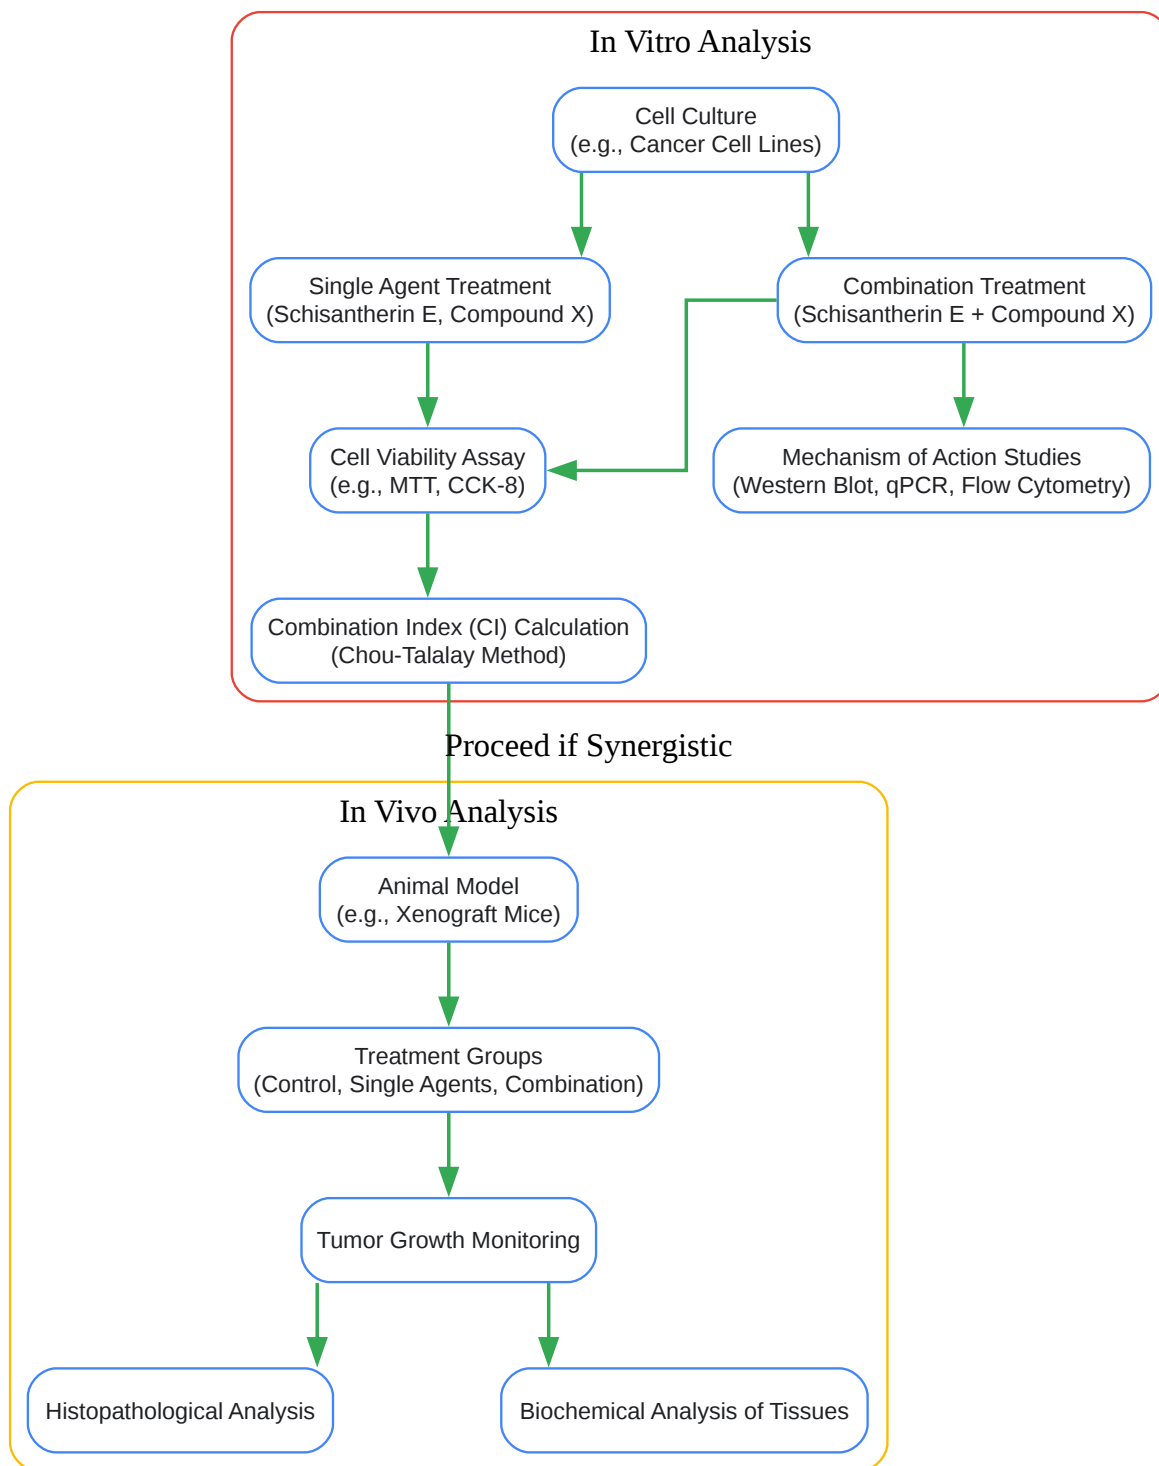 In Vitro Analysis
Cell Culture
(e.g., Cancer Cell Lines)
Single Agent Treatment
(Schisantherin E, Compound X)
Combination Treatment
(Schisantherin E + Compound X)
Cell Viability Assay
(e.g., MTT, CCK-8)
Mechanism of Action Studies
(Western Blot, qPCR, Flow Cytometry)
Combination Index (CI) Calculation
(Chou-Talalay Method)
Proceed if Synergistic
In Vivo Analysis
Animal Model
(e.g., Xenograft Mice)
Treatment Groups
(Control, Single Agents, Combination)
Tumor Growth Monitoring
Histopathological Analysis
Biochemical Analysis of Tissues